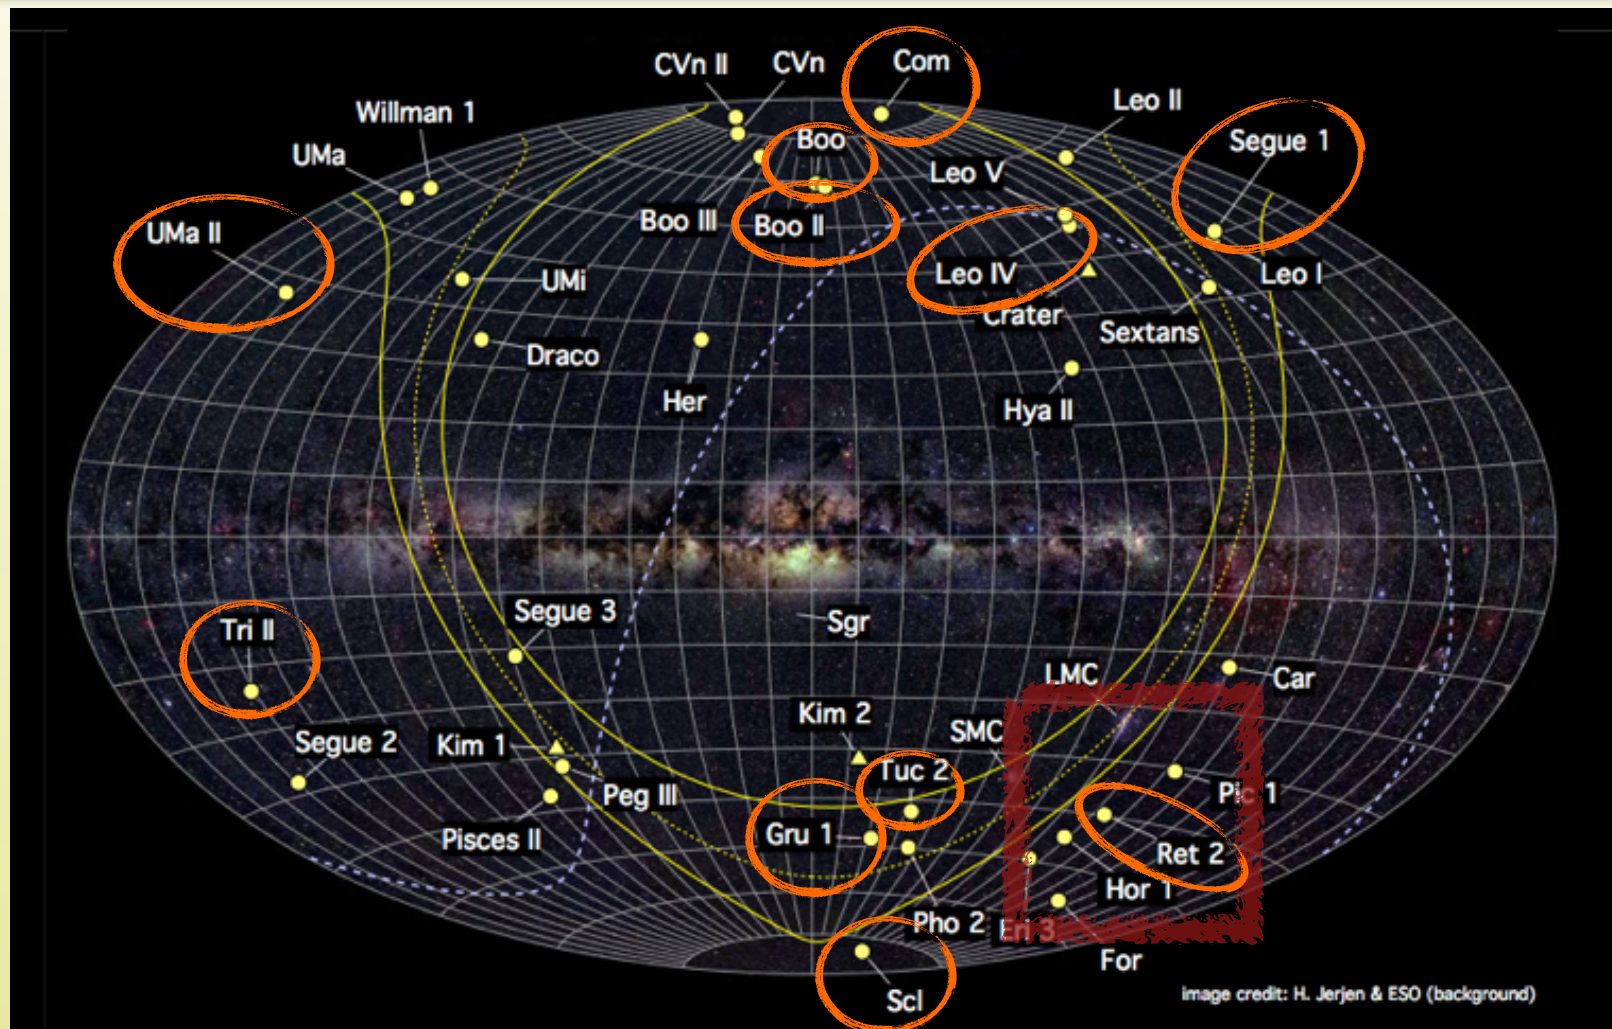 CVn II
CVn
Com
Leo II
Willman 1
Segue 1
Boo
UMa
Leo V
Boo III
Boo II
UMa II
Leo IV
Leo I
UMi
Crater
Sextans
Draco
Her
Hya II
Segue 3
Sgr
Tri II
LMC
Car
Kim 2
SMC
Segue 2
Kim 1
Tuc 2
Peg III
Pic 1
Gru 1
Pisces II
Ret 2
Hor 1
Pho 2
Eri 3
For
Scl
image credit: H. Jerjen & ESO (background)